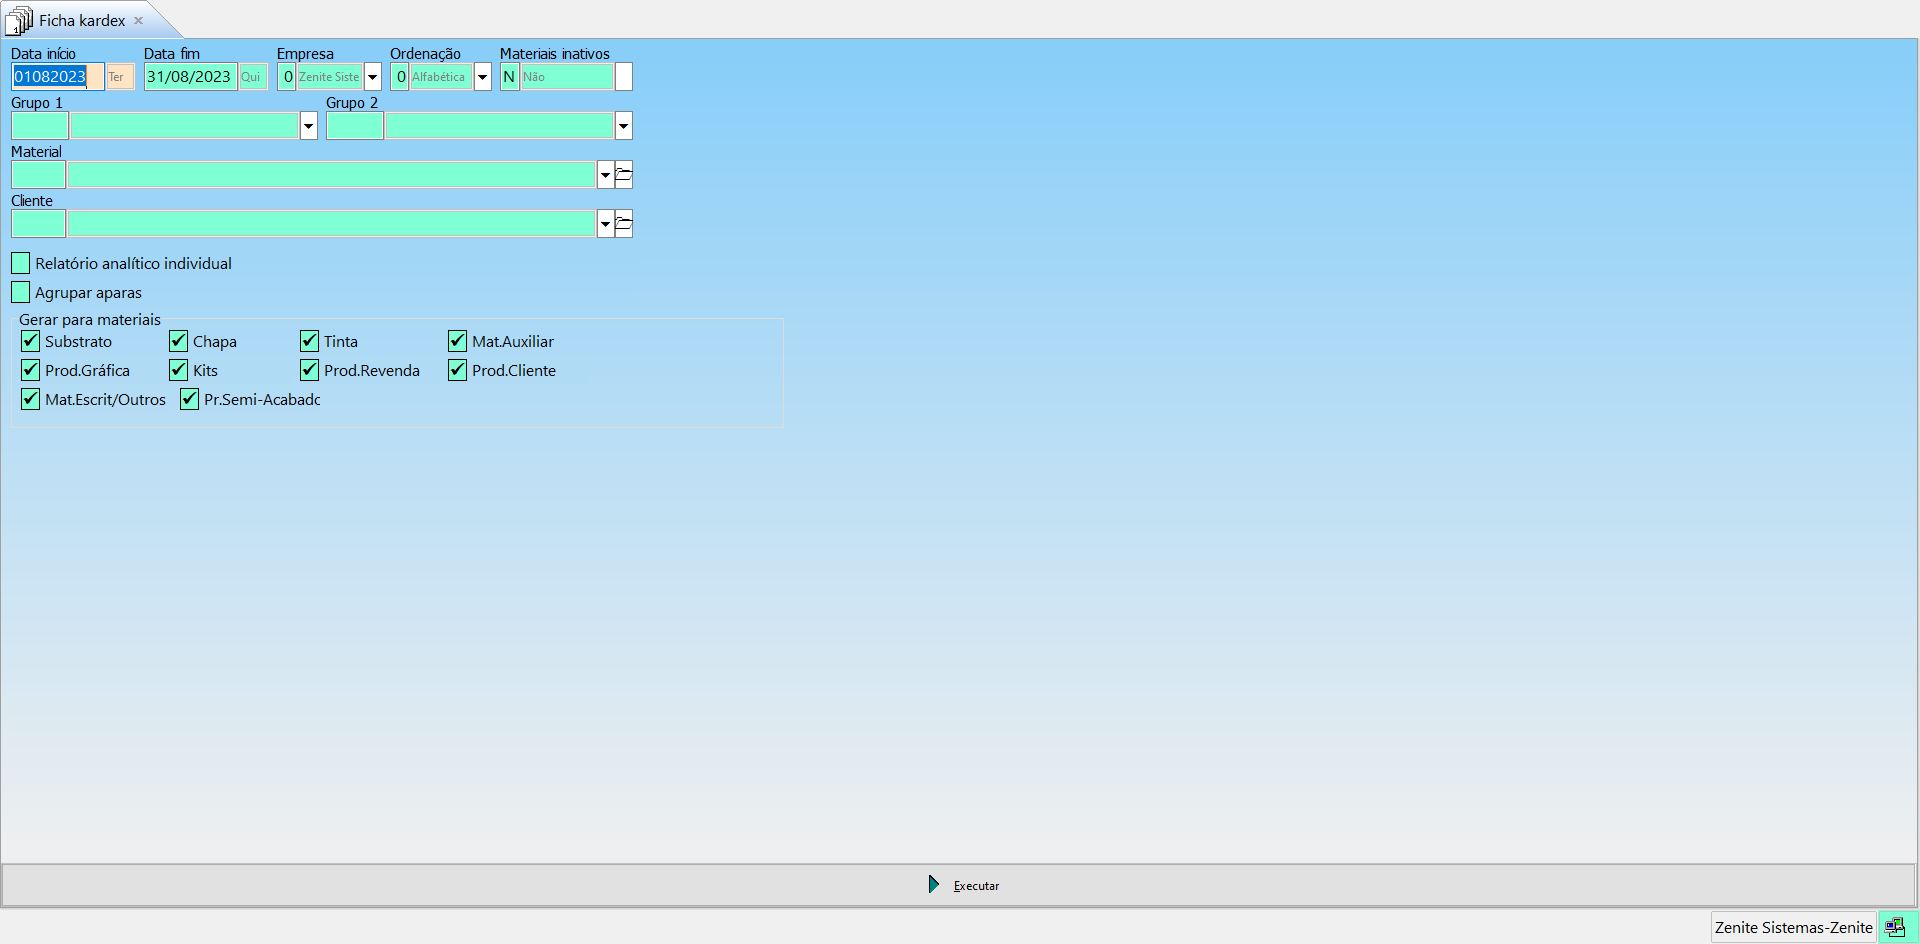 Ficha kardex
Data início Data fim Empresa Ordenação Materiais inativos
01082023 Ter 31/08/2023 Qui 0 Zenite Siste 0 Alfabética N Não
Grupo 1 Grupo 2
Material
Cliente
Relatório analítico individual
Agrupar aparas
Gerar para materiais
Substrato Chapa Tinta Mat.Auxiliar
Prod.Gráfica Kits Prod.Revenda Prod.Cliente
Mat.Escrit/Outros Pr.Semi-Acabado
Executar
Zenite Sistemas-Zenite